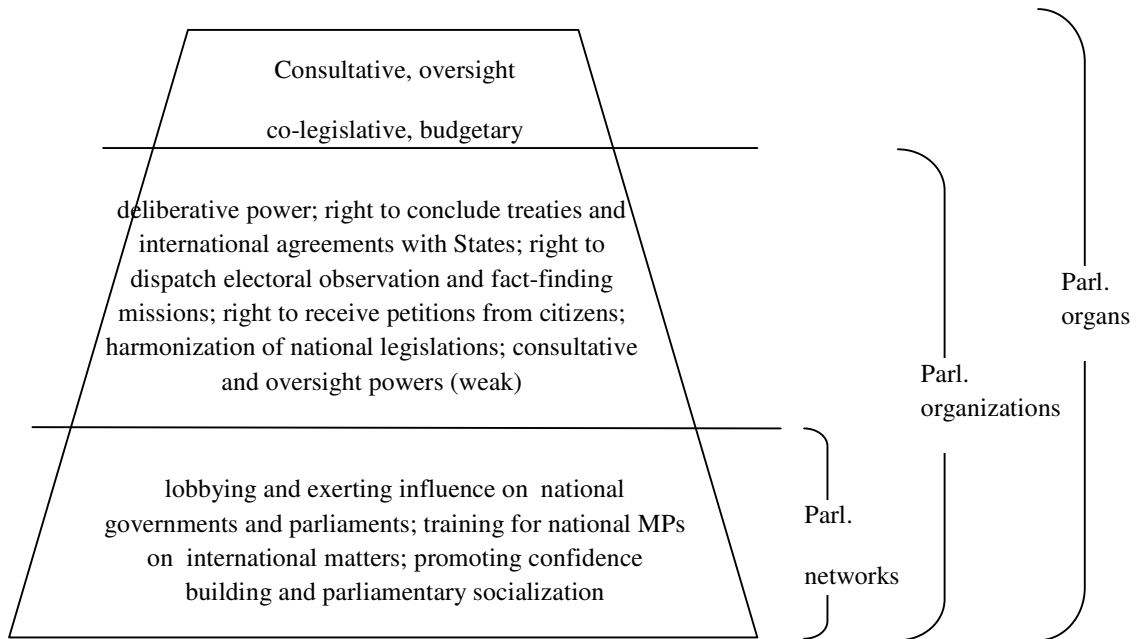 Consultative, oversight
co-legislative, budgetary
deliberative power; right to conclude treaties and
international agreements with States; right to
dispatch electoral observation and fact-finding
missions; right to receive petitions from citizens;
harmonization of national legislations; consultative
and oversight powers (weak)
lobbying and exerting influence on national
governments and parliaments; training for national MPs
on international matters; promoting confidence
building and parliamentary socialization
Parl.
networks
Parl.
organizations
Parl.
organs